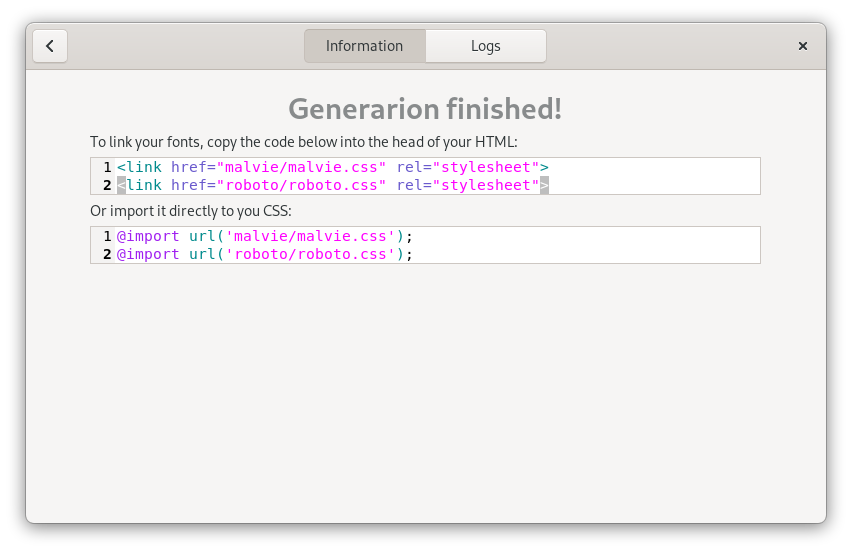 Information Logs
Generarion finished!
To link your fonts, copy the code below into the head of your HTML:
1 <link href="malvie/malvie.css" rel="stylesheet">
2 <link href="roboto/roboto.css" rel="stylesheet">
Or import it directly to you CSS:
1 @import url('malvie/malvie.css');
2 @import url('roboto/roboto.css');